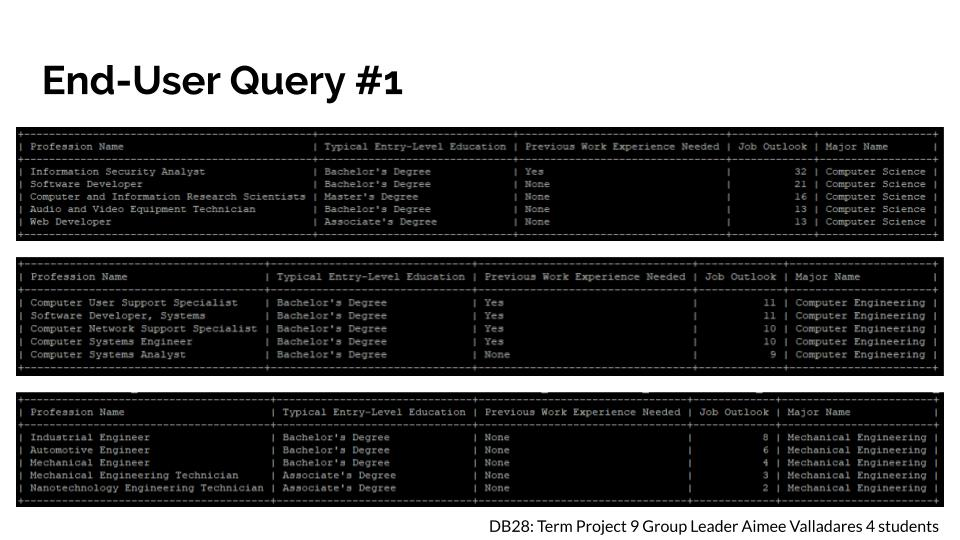 End-User Query #1
| Profession Name | Typical Entry-Level Education | Previous Work Experience Needed | Job Outlook | Major Name |
| Information Security Analyst | Bachelor's Degree | Yes | 32 | Computer Science |
| Software Developer | Bachelor's Degree | None | 21 | Computer Science |
| Computer and Information Research Scientists | Master's Degree | None | 16 | Computer Science |
| Audio and Video Equipment Technician | Bachelor's Degree | None | 13 | Computer Science |
| Web Developer | Associate's Degree | None | 13 | Computer Science |
| Profession Name | Typical Entry-Level Education | Previous Work Experience Needed | Job Outlook | Major Name |
| Computer User Support Specialist | Bachelor's Degree | Yes | 11 | Computer Engineering |
| Software Developer, Systems | Bachelor's Degree | Yes | 11 | Computer Engineering |
| Computer Network Support Specialist | Bachelor's Degree | Yes | 10 | Computer Engineering |
| Computer Systems Engineer | Bachelor's Degree | Yes | 10 | Computer Engineering |
| Computer Systems Analyst | Bachelor's Degree | None | 9 | Computer Engineering |
| Profession Name | Typical Entry-Level Education | Previous Work Experience Needed | Job Outlook | Major Name |
| Industrial Engineer | Bachelor's Degree | None | 8 | Mechanical Engineering |
| Automotive Engineer | Bachelor's Degree | None | 6 | Mechanical Engineering |
| Mechanical Engineer | Bachelor's Degree | None | 4 | Mechanical Engineering |
| Mechanical Engineering Technician | Associate's Degree | None | 3 | Mechanical Engineering |
| Nanotechnology Engineering Technician | Associate's Degree | None | 2 | Mechanical Engineering |
DB28: Term Project 9 Group Leader Aimee Valladares 4 students